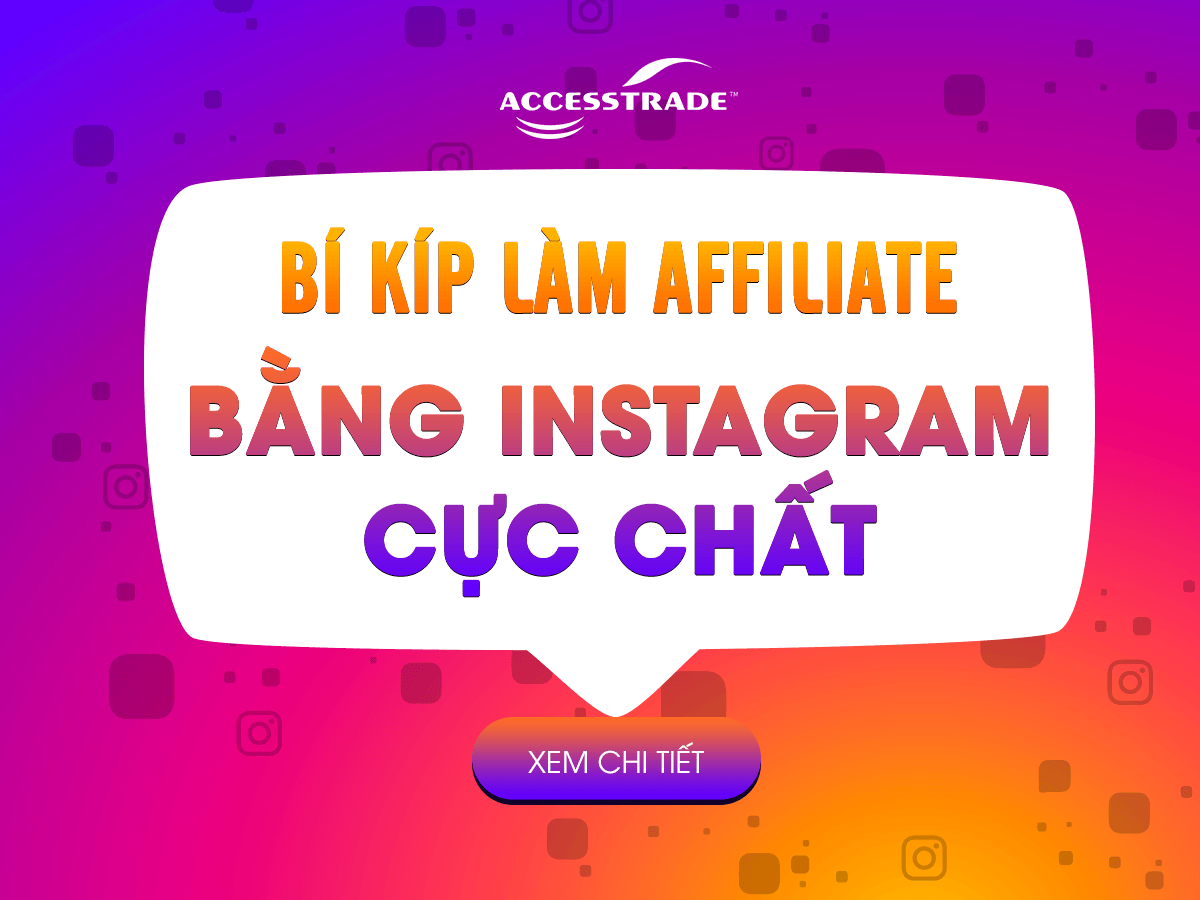 ACCESSTRADE™
BÍ KÍP LÀM AFFILIATE
BẰNG INSTAGRAM
CỰC CHẤT
XEM CHI TIẾT